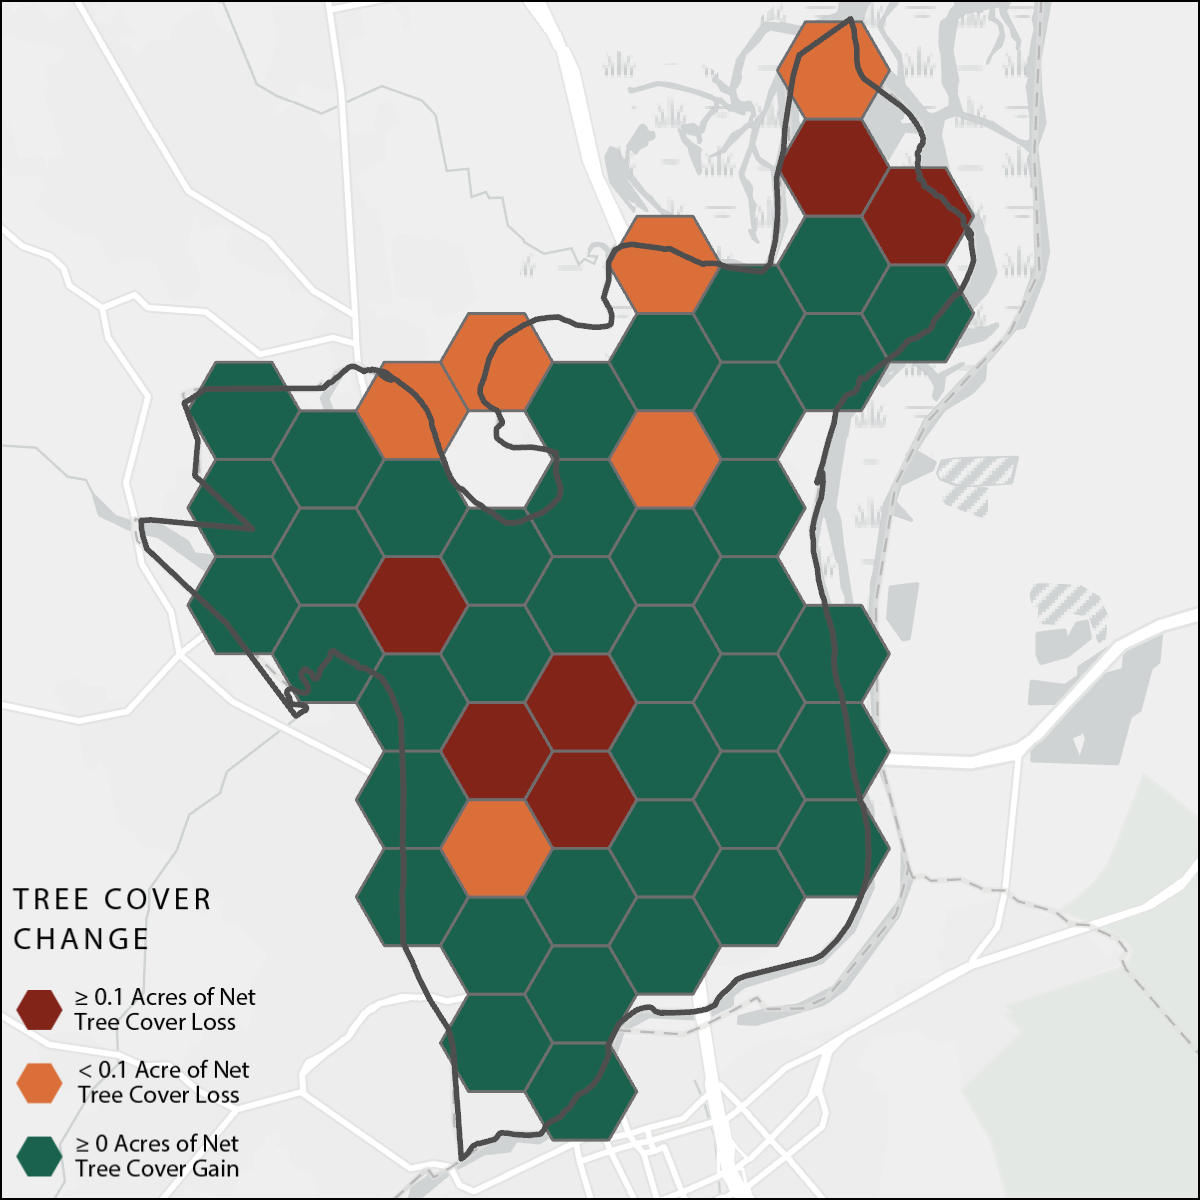 TREE COVER
CHANGE
≥ 0.1 Acres of Net
Tree Cover Loss
< 0.1 Acre of Net
Tree Cover Loss
≥ 0 Acres of Net
Tree Cover Gain